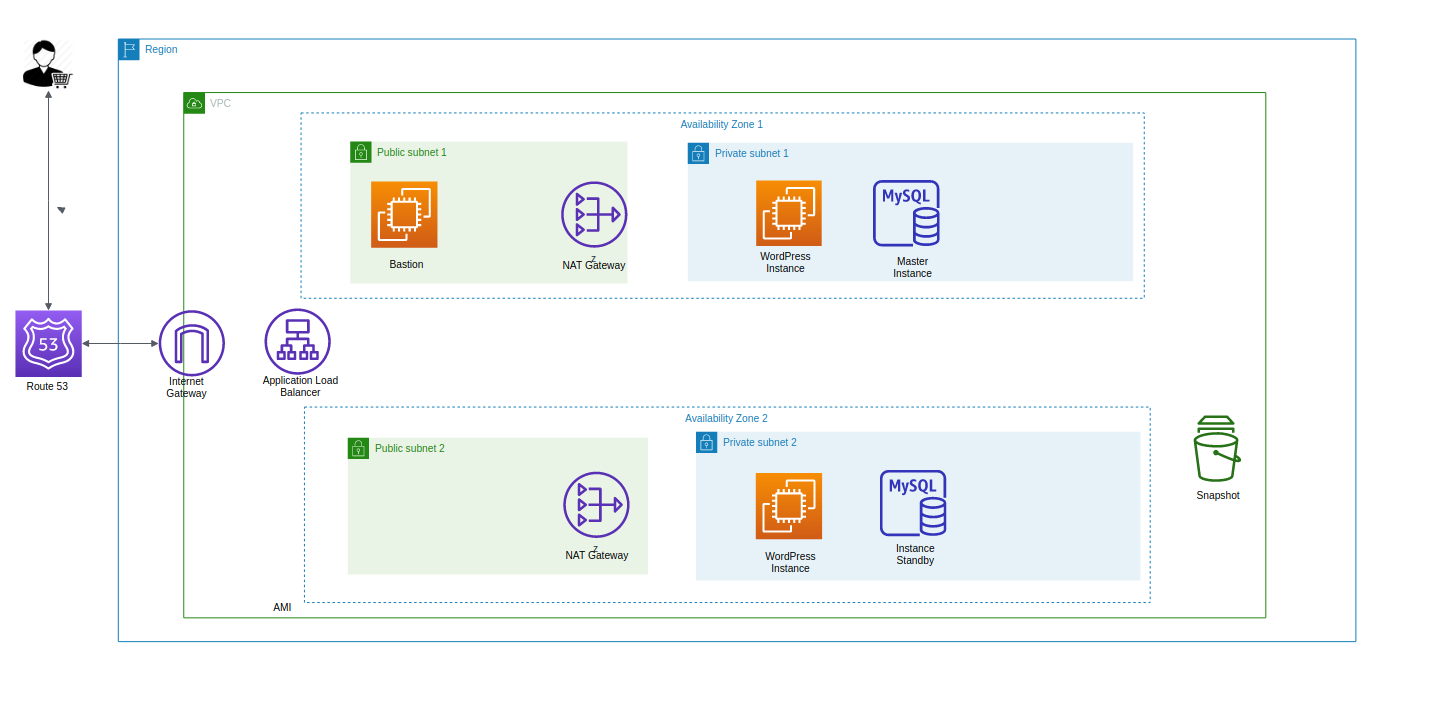 Region
VPC
Availability Zone 1
Public subnet 1
Private subnet 1
MySQL
Bastion
Z
NAT Gateway
WordPress
Instance
Master
Instance
53
Route 53
Internet
Gateway
Application Load
Balancer
Availability Zone 2
Public subnet 2
Private subnet 2
MySQL
Z
NAT Gateway
WordPress
Instance
Instance
Standby
Snapshot
AMI